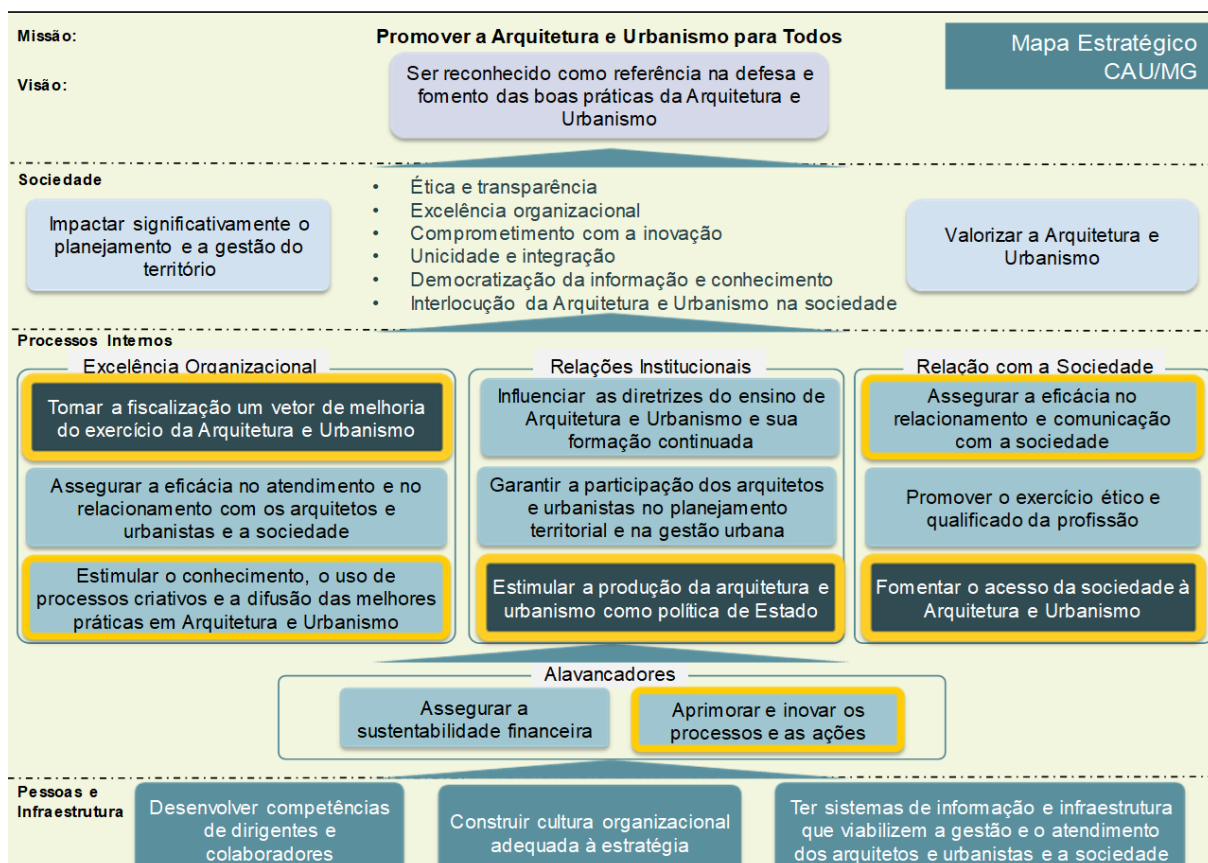 Missão:
Promover a Arquitetura e Urbanismo para Todos
Mapa Estratégico
CAU/MG
Visão:
Ser reconhecido como referência na defesa e
fomento das boas práticas da Arquitetura e
Urbanismo
Sociedade
Impactar significativamente o
planejamento e a gestão do
território
• Ética e transparência
• Excelência organizacional
• Comprometimento com a inovação
• Unicidade e integração
• Democratização da informação e conhecimento
• Interlocução da Arquitetura e Urbanismo na sociedade
Valorizar a Arquitetura e
Urbanismo
Processos Internos
Excelência Organizacional
Tornar a fiscalização um vetor de melhoria
do exercício da Arquitetura e Urbanismo
Assegurar a eficácia no atendimento e no
relacionamento com os arquitetos e
urbanistas e a sociedade
Estimular o conhecimento, o uso de
processos criativos e a difusão das melhores
práticas em Arquitetura e Urbanismo
Relações Institucionais
Influenciar as diretrizes do ensino de
Arquitetura e Urbanismo e sua
formação continuada
Garantir a participação dos arquitetos
e urbanistas no planejamento
territorial e na gestão urbana
Estimular a produção da arquitetura e
urbanismo como política de Estado
Relação com a Sociedade
Assegurar a eficácia no
relacionamento e comunicação
com a sociedade
Promover o exercício ético e
qualificado da profissão
Fomentar o acesso da sociedade à
Arquitetura e Urbanismo
Alavancadores
Assegurar a
sustentabilidade financeira
Aprimorar e inovar os
processos e as ações
Pessoas e
Infraestrutura
Desenvolver competências
de dirigentes e
colaboradores
Construir cultura organizacional
adequada à estratégia
Ter sistemas de informação e infraestrutura
que viabilizem a gestão e o atendimento
dos arquitetos e urbanistas e a sociedade